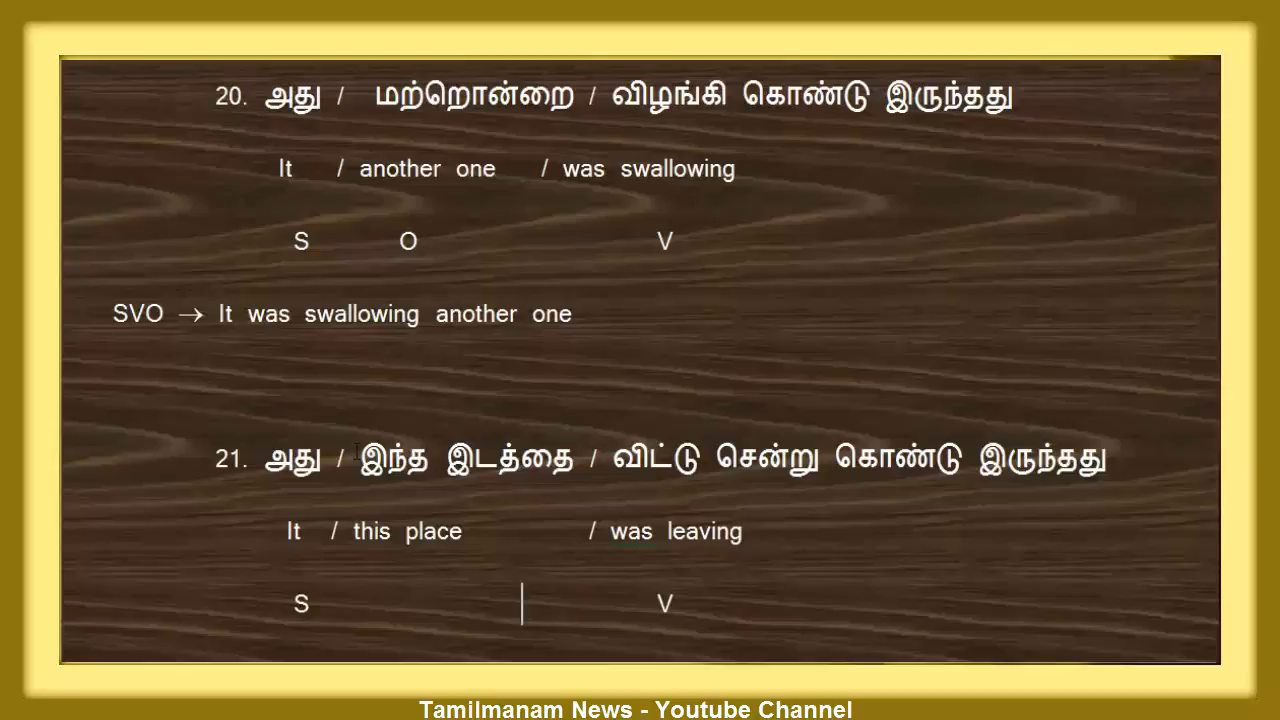 20. அது / மற்றொன்றை / விழங்கி கொண்டு இருந்தது
It / another one / was swallowing
S O V
SVO → It was swallowing another one
21. அது / இந்த இடத்தை / விட்டு சென்று கொண்டு இருந்தது
It / this place / was leaving
S V
Tamilmanam News - Youtube Channel